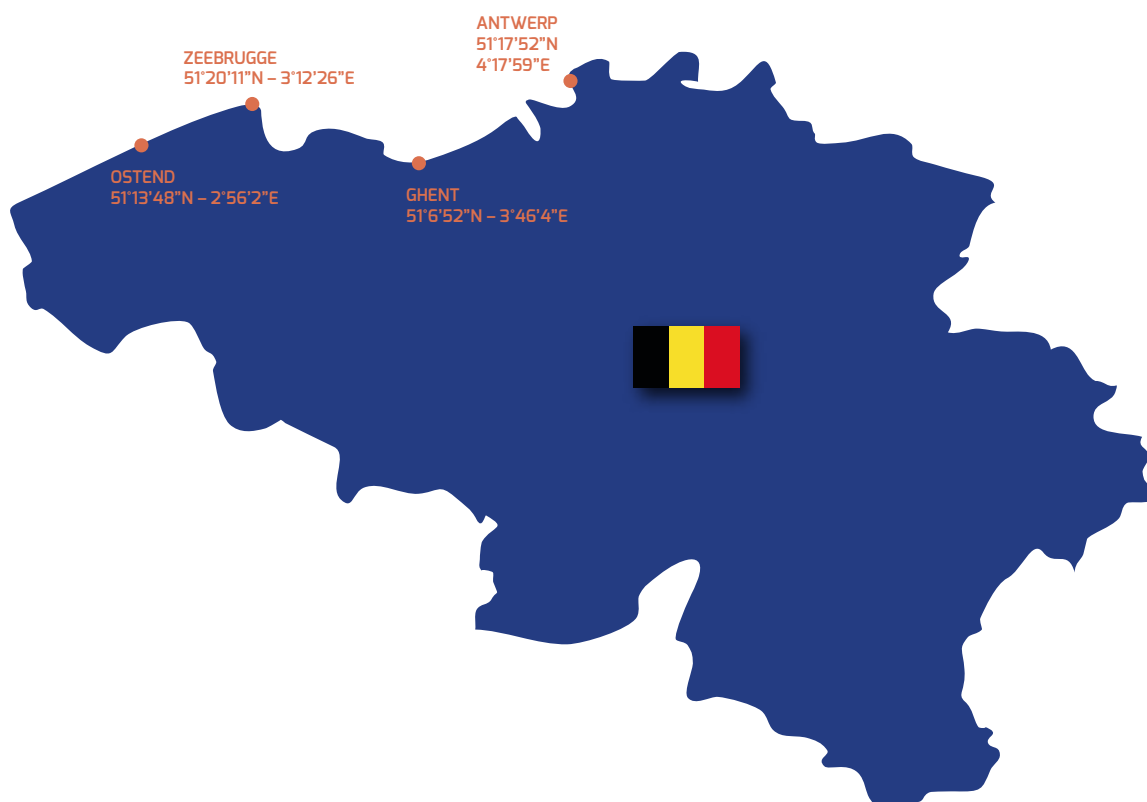 ANTWERP
51°17’52”N
4°17’59”E
ZEEBRUGGE
51°20’11”N – 3°12’26”E
OSTEND
51°13’48”N – 2°56’2”E
GHENT
51°6’52”N – 3°46’4”E